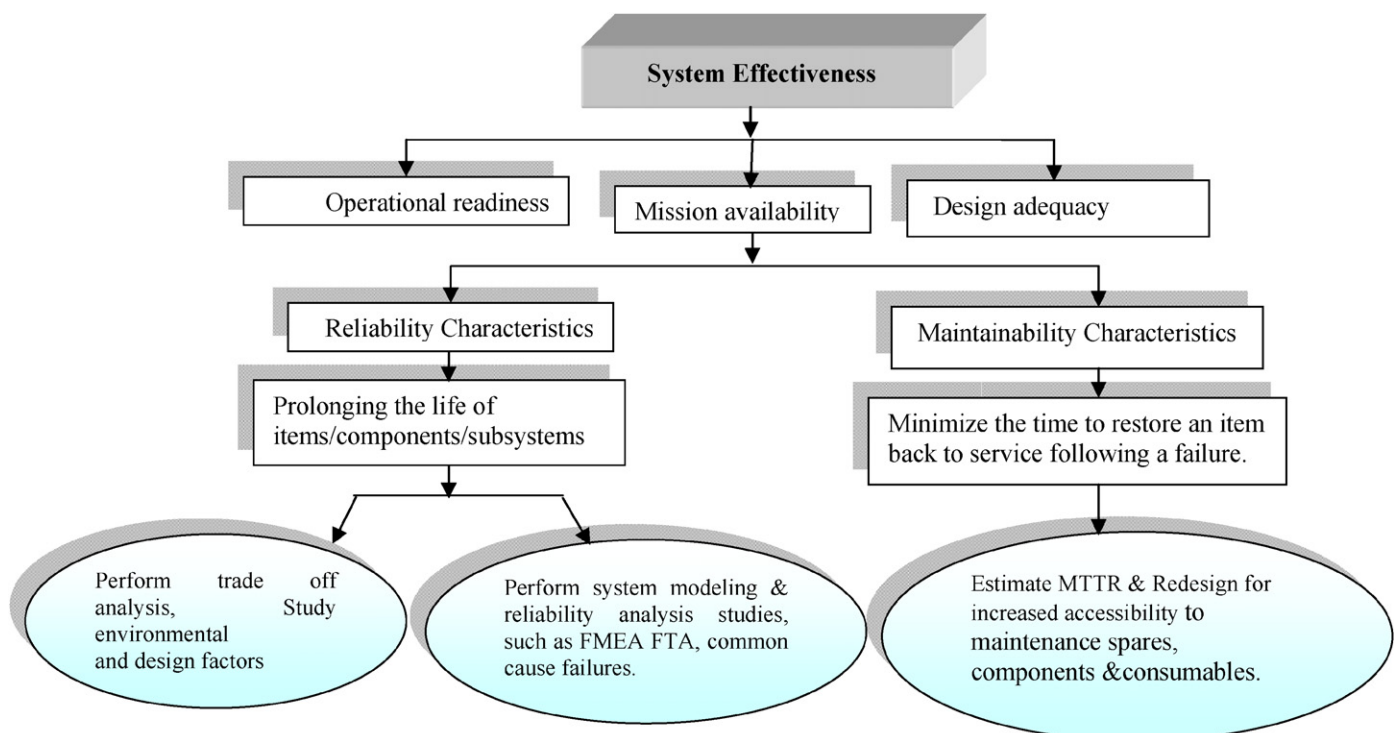 System Effectiveness
Operational readiness
Mission availability
Design adequacy
Reliability Characteristics
Maintainability Characteristics
Prolonging the life of
items/components/subsystems
Minimize the time to restore an item
back to service following a failure.
Perform trade off
analysis, Study
environmental
and design factors
Perform system modeling &
reliability analysis studies,
such as FMEA FTA, common
cause failures.
Estimate MTTR & Redesign for
increased accessibility to
maintenance spares,
components &consumables.